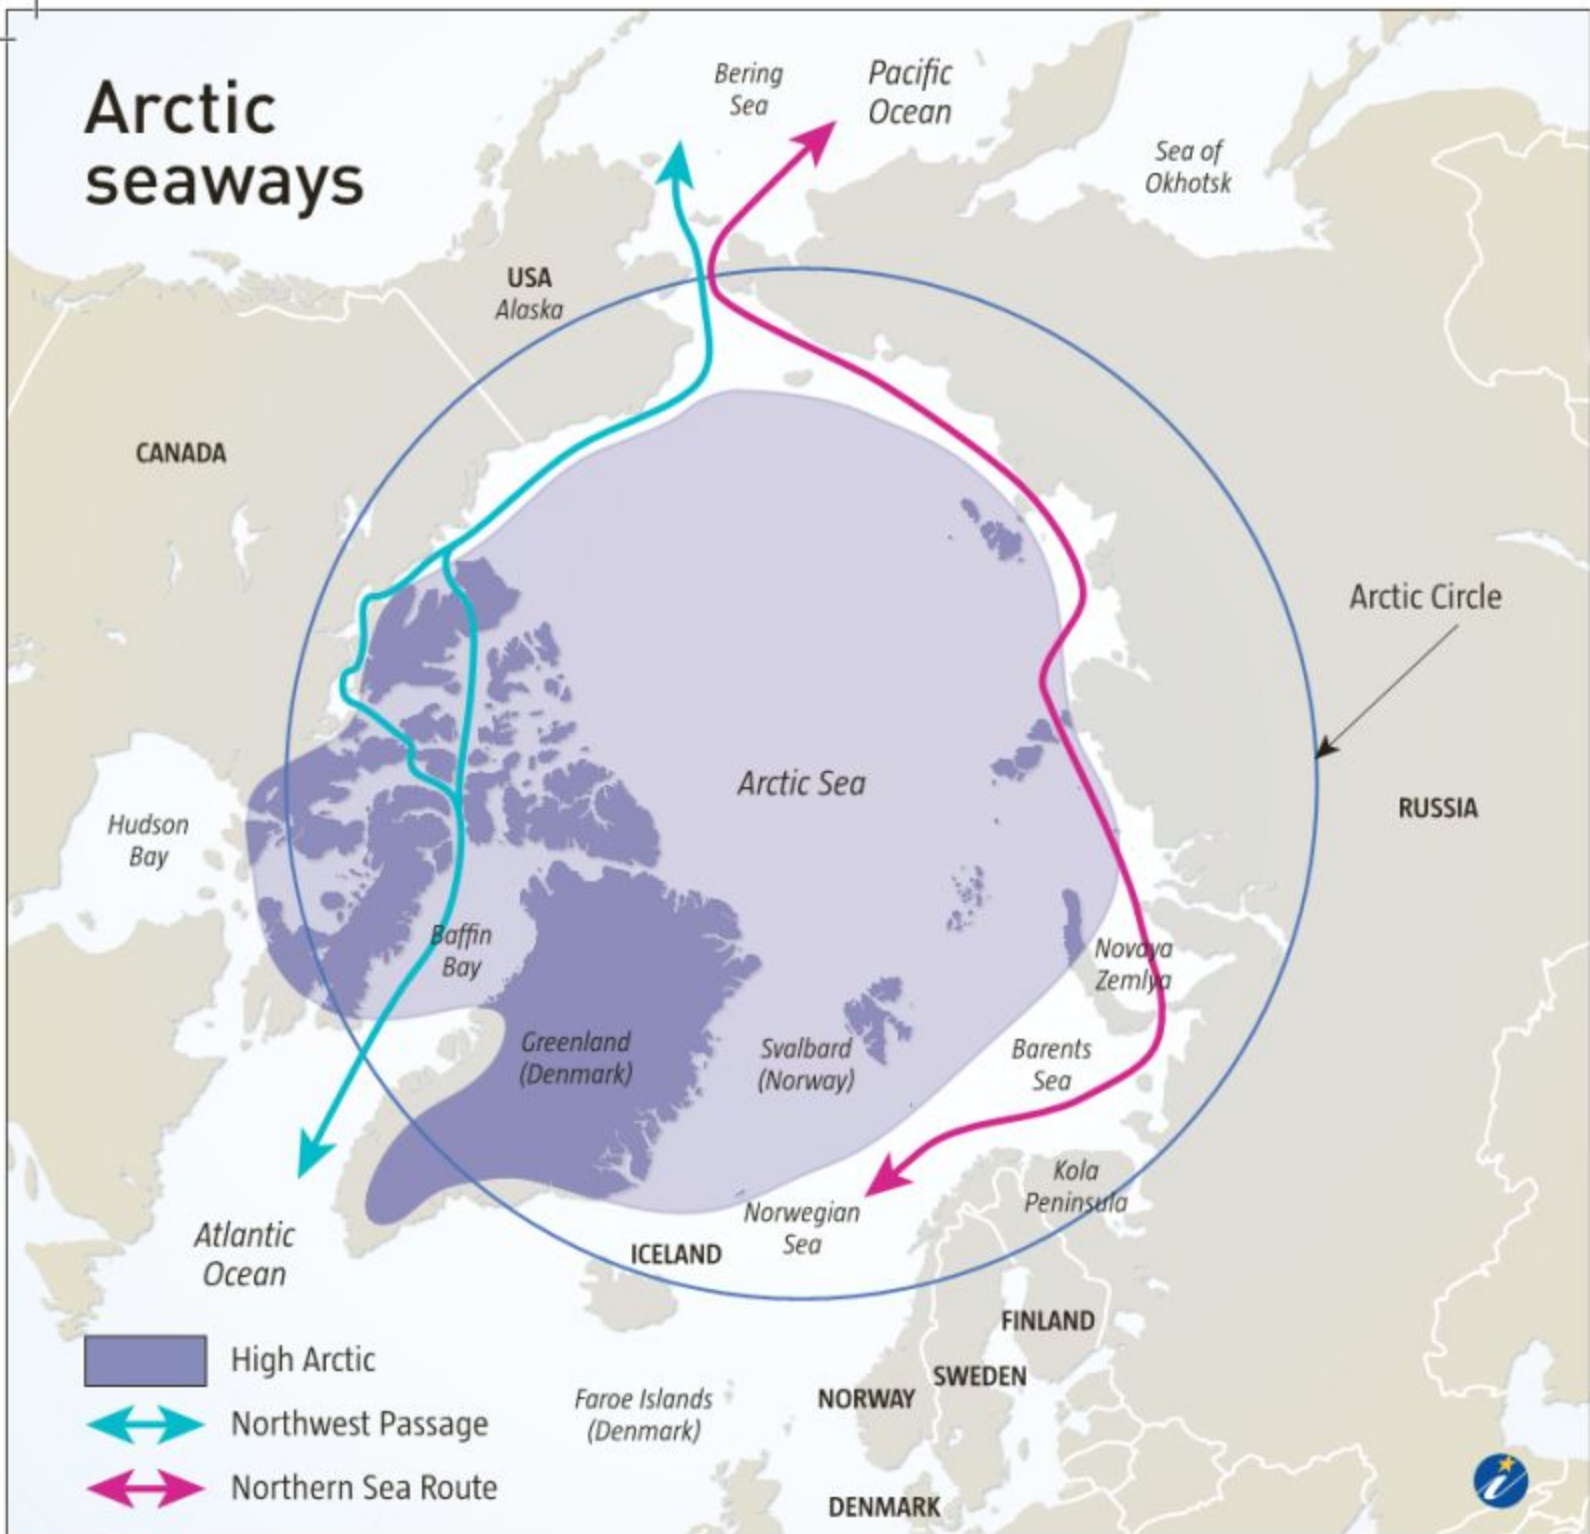 Arctic
seaways
Bering
Sea
Pacific
Ocean
Sea of
Okhotsk
USA
Alaska
CANADA
Arctic Circle
Hudson
Bay
Arctic Sea
RUSSIA
Baffin
Bay
Novaya
Zemlya
Greenland
(Denmark)
Svalbard
(Norway)
Barents
Sea
Kola
Peninsula
Atlantic
Ocean
Norwegian
Sea
ICELAND
FINLAND
SWEDEN
NORWAY
Faroe Islands
(Denmark)
DENMARK
High Arctic
Northwest Passage
Northern Sea Route
i